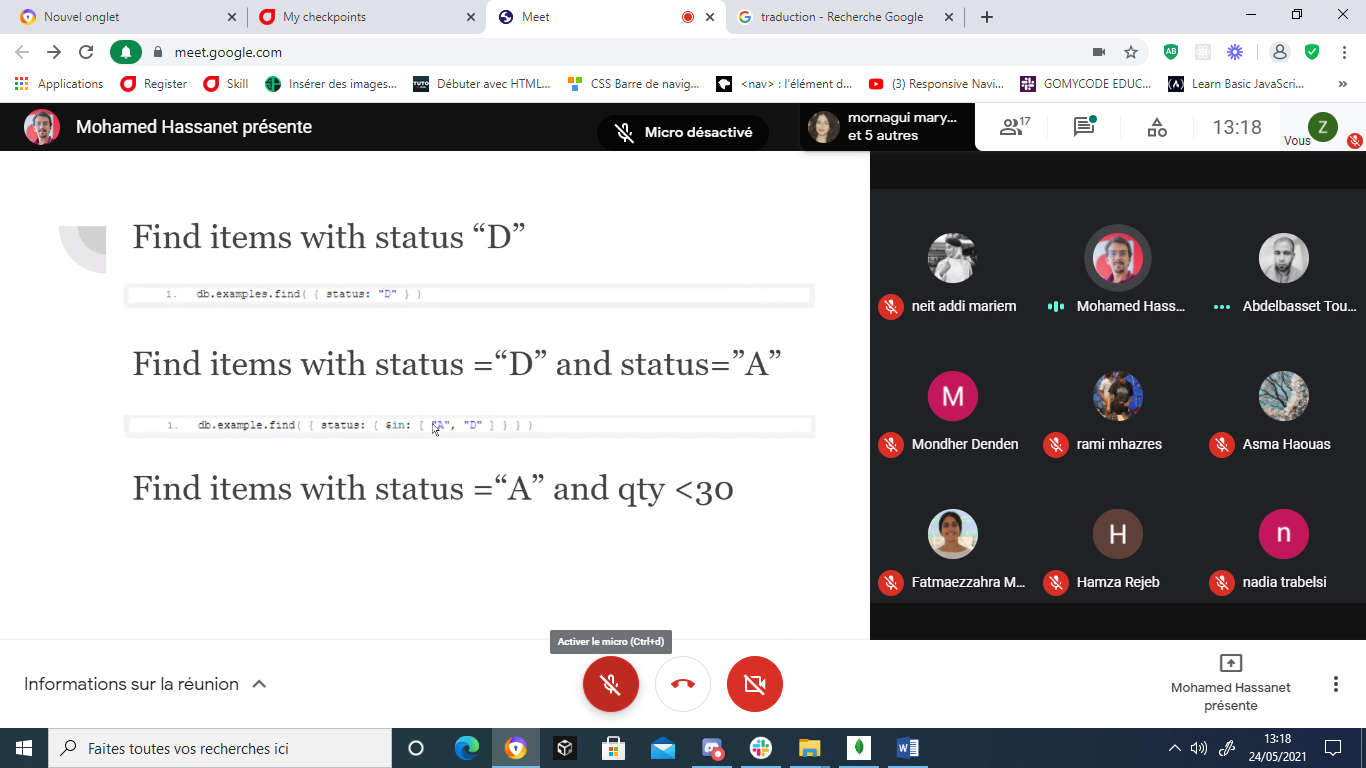 Nouvel onglet
My checkpoints
Meet
traduction - Recherche Google
meet.google.com
Applications
Register
Skill
Insérer des images...
Débuter avec HTML...
CSS Barre de navig...
<nav> : l'élément d...
(3) Responsive Navi...
GOMYCODE EDUC...
Learn Basic JavaScri...
Mohamed Hassanet présente
Micro désactivé
mornagui mary...
et 5 autres
17
13:18
Vous
Z
Find items with status “D”
1. db.examples.find( { status: "D" } )
Find items with status =“D” and status=”A”
1. db.example.find( { status: { $in: [ "A", "D" ] } } )
Find items with status =“A” and qty <30
neit addi mariem
Mohamed Hass...
Abdelbasset Tou...
M
Mondher Denden
rami mhazres
Asma Haouas
H
n
Fatmaezzahra M...
Hamza Rejeb
nadia trabelsi
Activer le micro (Ctrl+d)
Informations sur la réunion
Mohamed Hassanet
présente
Faites toutes vos recherches ici
13:18
24/05/2021